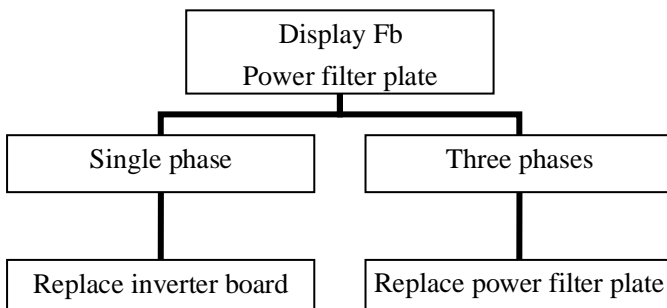 Display Fb
Power filter plate
Single phase
Three phases
Replace inverter board
Replace power filter plate